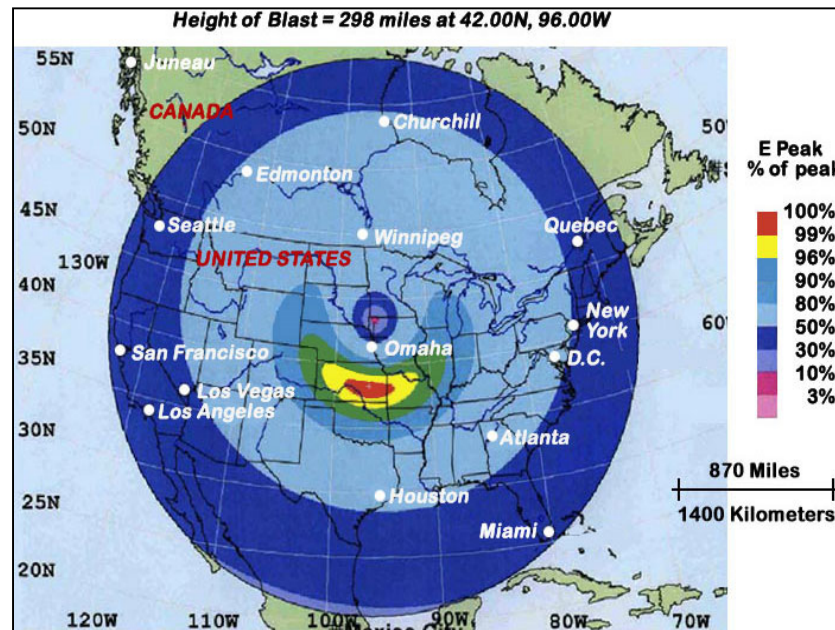 Height of Blast = 298 miles at 42.00N, 96.00W
55N
Juneau
CANADA
50N
Churchill
50°
Edmonton
E Peak
% of peak
45N
Seattle
Winnipeg
Quebec
130W
UNITED STATES
40N
New
York
60
Omaha
35N
San Francisco
D.C.
Los Vegas
Los Angeles
30N
Atlanta
100%
99%
96%
90%
80%
50%
30%
10%
3%
25N
Houston
Miami
870 Miles
1400 Kilometers
20N
120W
110W
100W
90W
80W
70W